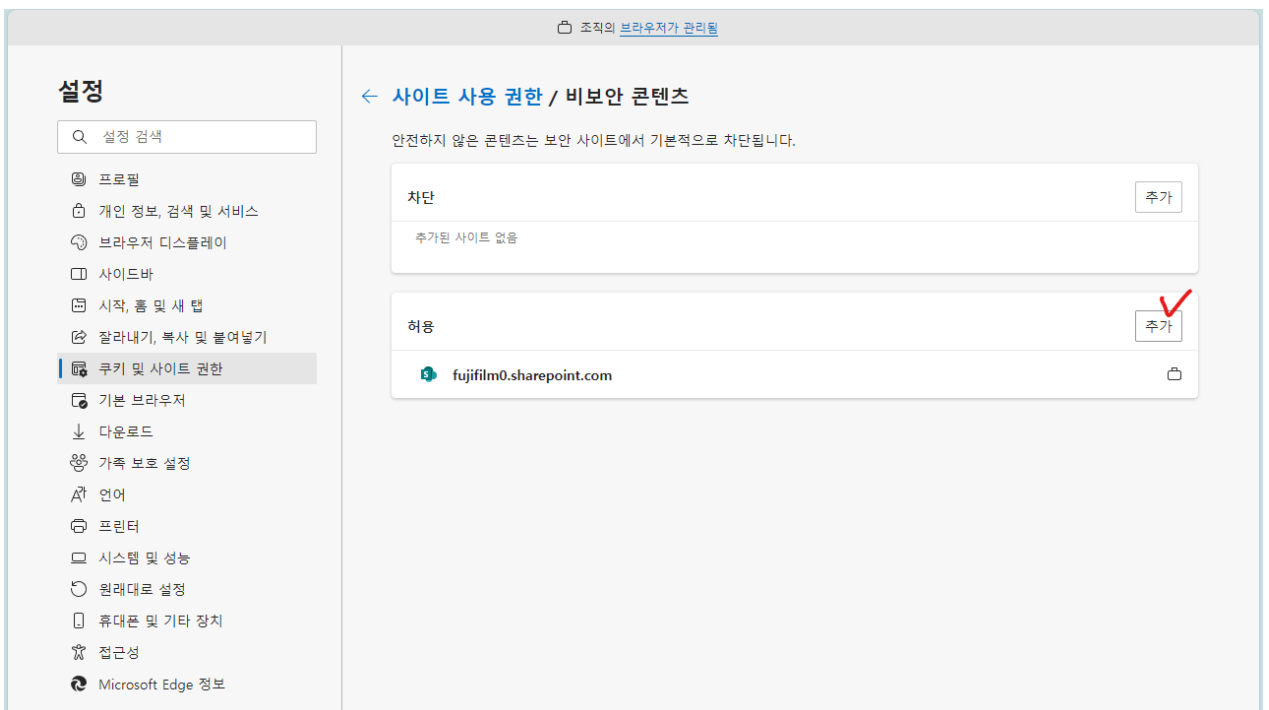 조직의 브라우저가 관리됨
설정
설정 검색
프로필
개인 정보, 검색 및 서비스
브라우저 디스플레이
사이드바
시작, 홈 및 새 탭
잘라내기, 복사 및 붙여넣기
쿠키 및 사이트 권한
기본 브라우저
다운로드
가족 보호 설정
언어
프린터
시스템 및 성능
원래대로 설정
휴대폰 및 기타 장치
접근성
Microsoft Edge 정보
사이트 사용 권한 / 비보안 콘텐츠
안전하지 않은 콘텐츠는 보안 사이트에서 기본적으로 차단됩니다.
차단 추가
추가된 사이트 없음
허용 추가
fujifilm0.sharepoint.com